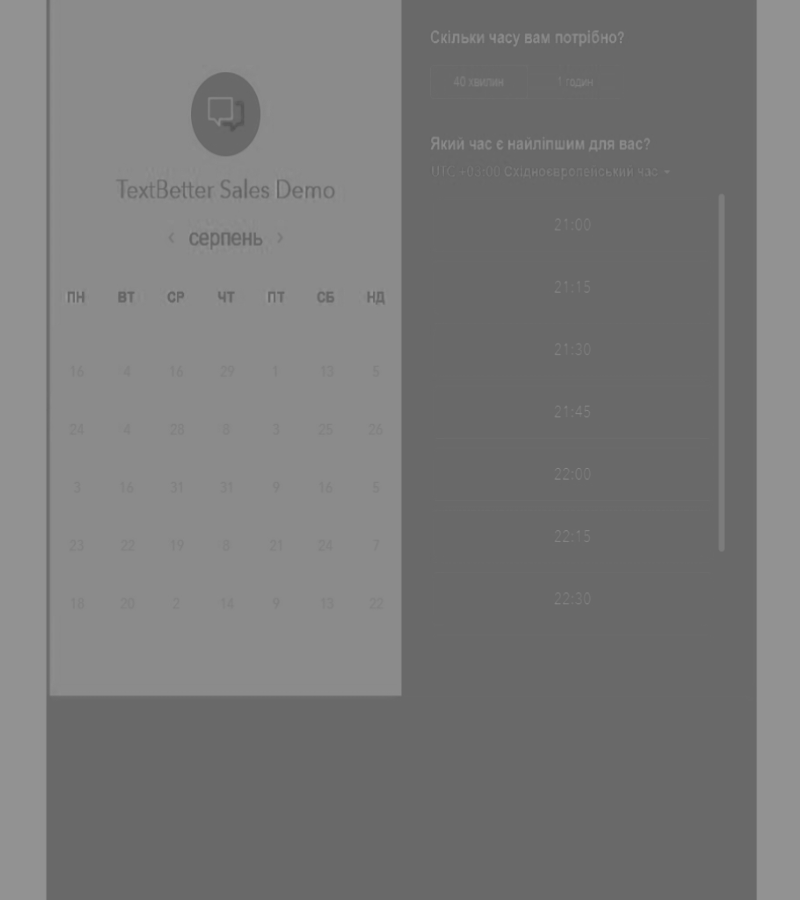 TextBetter Sales Demo
‹ серпень ›
ПН ВТ СР ЧТ ПТ СБ НД
16 4 16 29 1 13 5
24 4 28 8 3 25 26
3 16 31 31 9 16 5
23 22 19 8 21 24 7
18 20 2 14 9 13 22
Скільки часу вам потрібно?
40 хвилин 1 годин
Який час є найліпшим для вас?
UTC +03:00 Східноєвропейський час
21:00
21:15
21:30
21:45
22:00
22:15
22:30